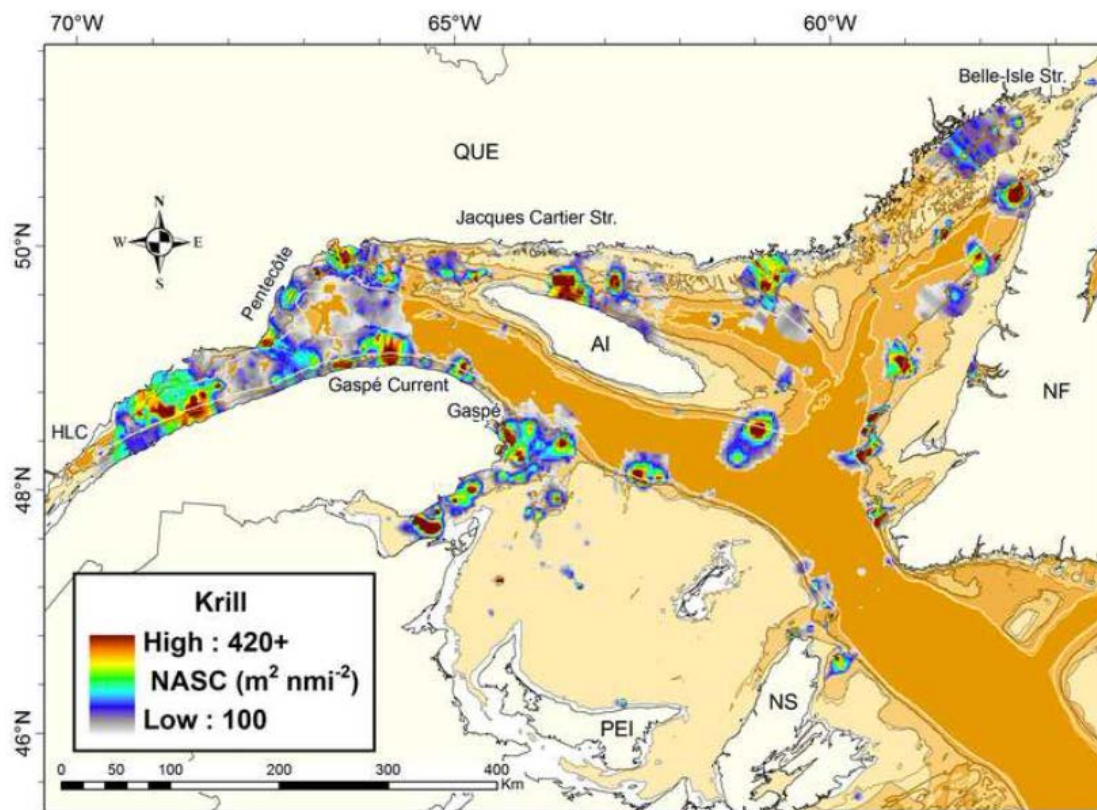 70°W
65°W
60°W
Belle-Isle Str.
QUE
Jacques Cartier Str.
N
W
E
S
50°N
Pentecôte
AI
Gaspé Current
NF
Gaspé
HLC
48°N
Krill
High : 420+
NASC (m² nmi⁻²)
Low : 100
NS
PEI
46°N
0 50 100 200 300 400
Km